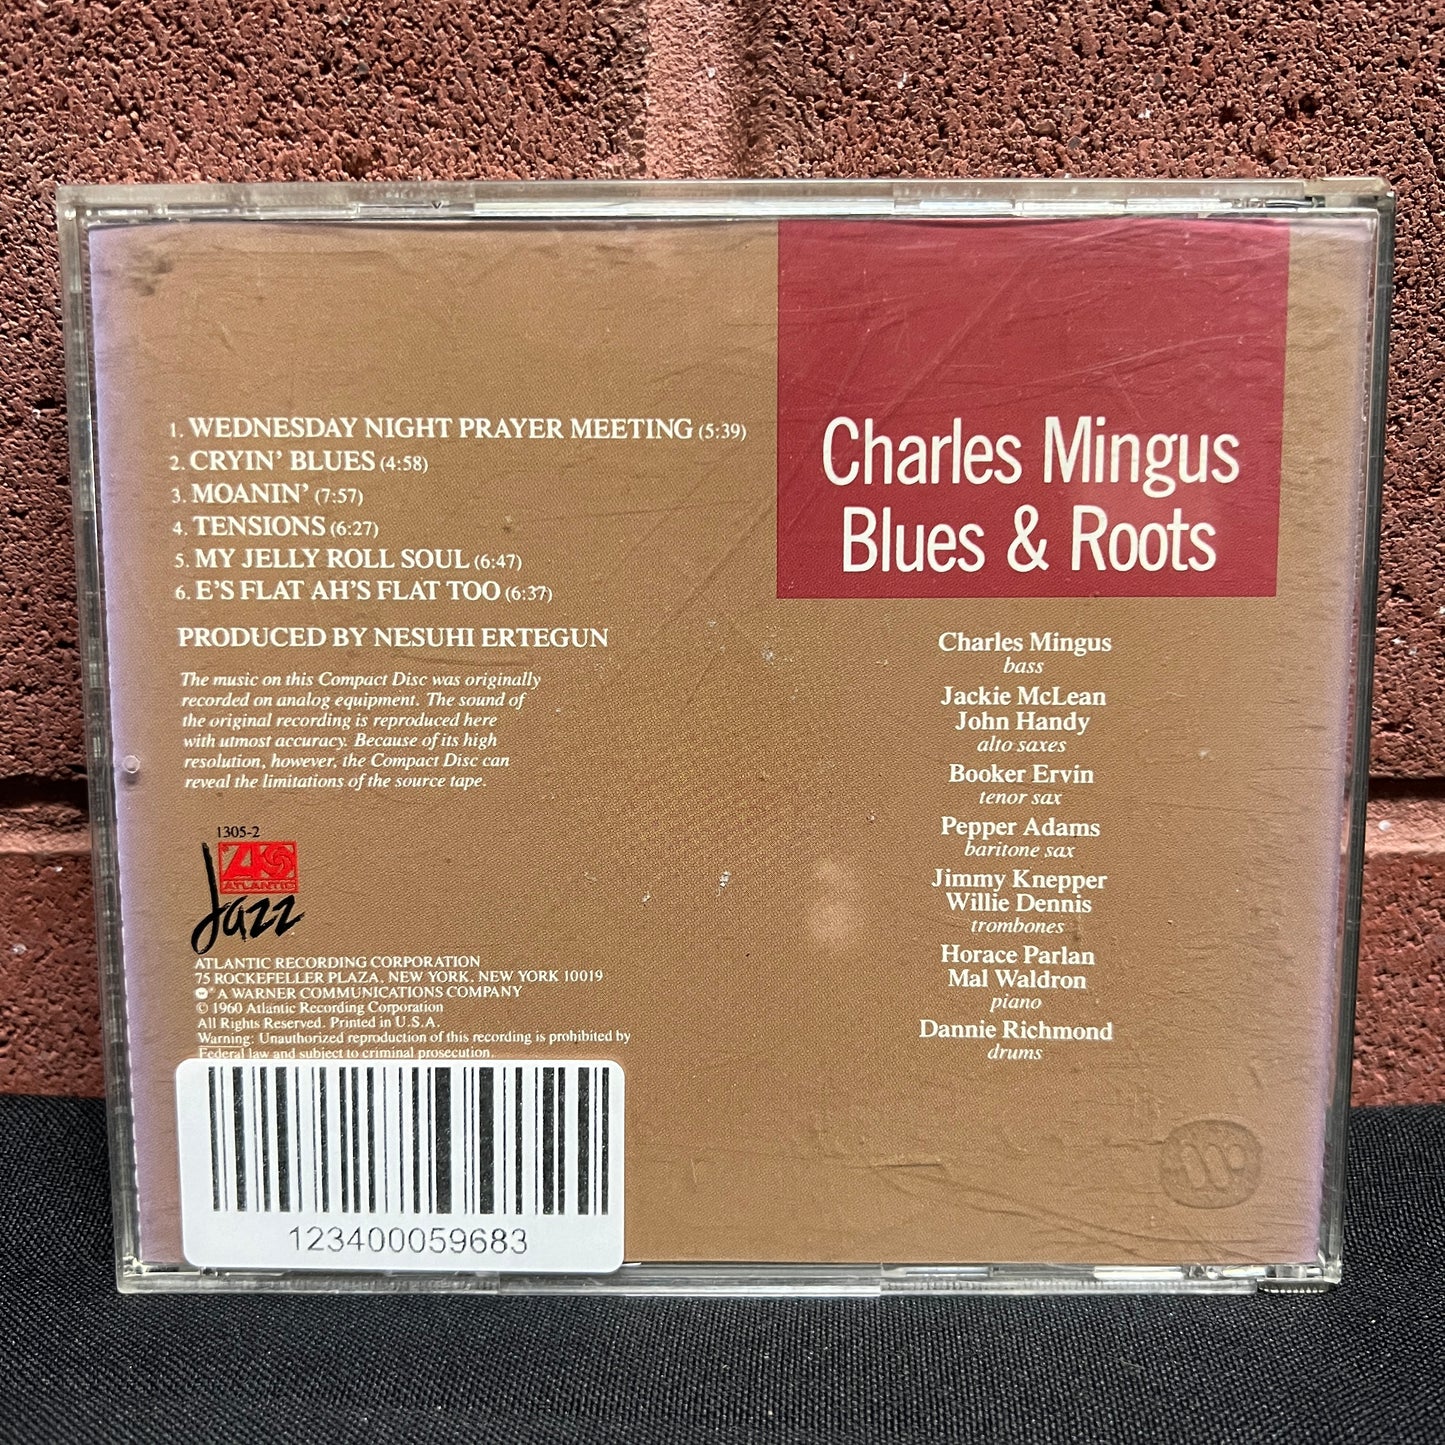 1. WEDNESDAY NIGHT PRAYER MEETING (5:39)
2. CRYIN' BLUES (4:58)
3. MOANIN' (7:57)
4. TENSIONS (6:27)
5. MY JELLY ROLL SOUL (6:47)
6. E'S FLAT AH'S FLAT TOO (6:37)
PRODUCED BY NESUHI ERTEGUN
The music on this Compact Disc was originally
recorded on analog equipment. The sound of
the original recording is reproduced here
with utmost accuracy. Because of its high
resolution, however, the Compact Disc can
reveal the limitations of the source tape.
1305-2
ATLANTIC
Jazz
ATLANTIC RECORDING CORPORATION
75 ROCKEFELLER PLAZA, NEW YORK, NEW YORK 10019
® A WARNER COMMUNICATIONS COMPANY
© 1960 Atlantic Recording Corporation
All Rights Reserved. Printed in U.S.A.
Warning: Unauthorized reproduction of this recording is prohibited by
Federal law and subject to criminal prosecution.
123400059683
Charles Mingus
Blues & Roots
Charles Mingus
bass
Jackie McLean
John Handy
alto saxes
Booker Ervin
tenor sax
Pepper Adams
baritone sax
Jimmy Knepper
Willie Dennis
trombones
Horace Parlan
Mal Waldron
piano
Dannie Richmond
drums